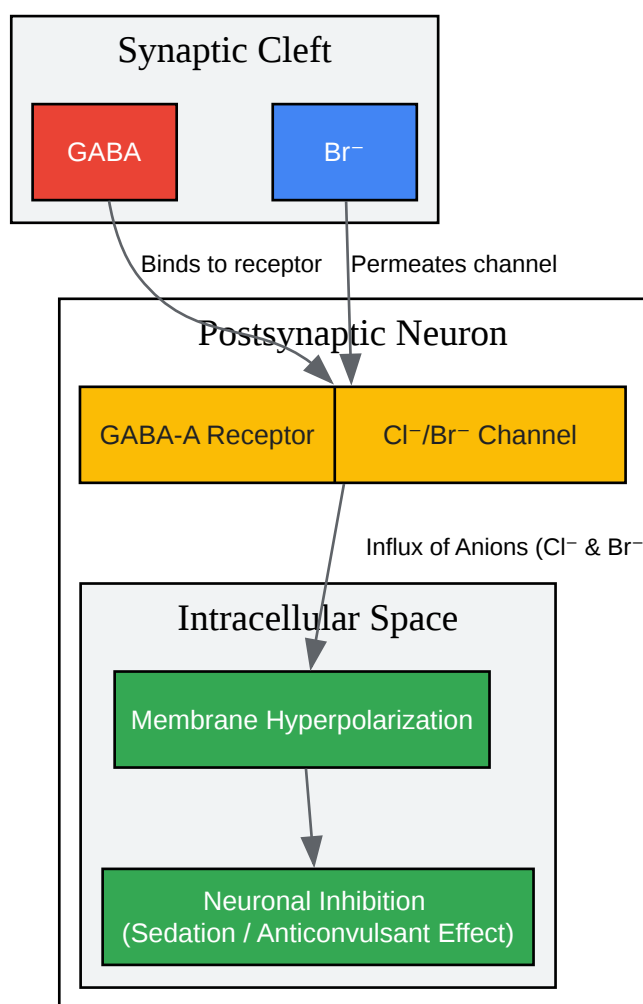 Synaptic Cleft
GABA
Br⁻
Binds to receptor
Permeates channel
Postsynaptic Neuron
GABA-A Receptor
Cl⁻/Br⁻ Channel
Influx of Anions (Cl⁻ & Br⁻
Intracellular Space
Membrane Hyperpolarization
Neuronal Inhibition
(Sedation / Anticonvulsant Effect)